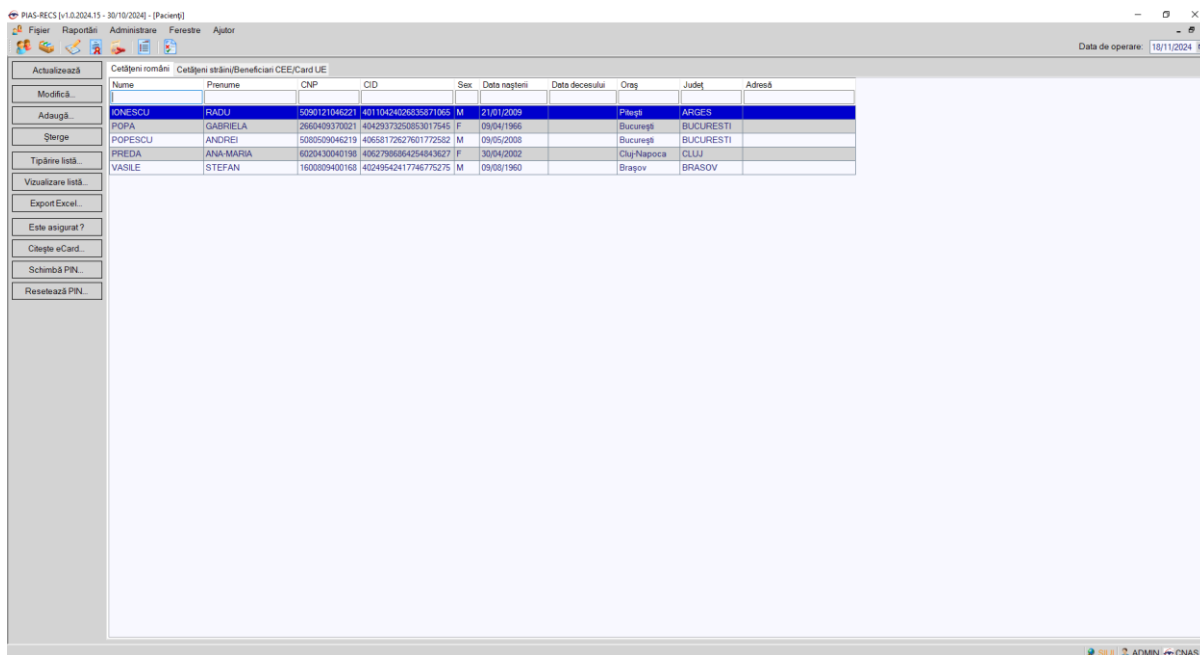 PIAS-RECS [v1.0.2024.15 - 30/10/2024] - [Pacienți]
Fișier Raportări Administrare Ferestre Ajutor
Data de operare: 18/11/2024
Actualizează
Modifică...
Adaugă...
Șterge
Tipărire listă...
Vizualizare listă...
Export Excel...
Este asigurat ?
Citește eCard...
Schimbă PIN...
Resetează PIN...
Cetățeni români Cetățeni străini/Beneficiari CEE/Card UE
Nume Prenume CNP CID Sex Data nașterii Data decesului Oraș Județ Adresă
IONESCU RADU 5090121046221 40110424026835871065 M 21/01/2009 Pitești ARGES
POPA GABRIELA 2660409370021 40429373250853017545 F 09/04/1966 București BUCURESTI
POPESCU ANDREI 5080509046219 40658172627601772582 M 09/05/2008 București BUCURESTI
PREDA ANA-MARIA 6020430040198 40627986864254843627 F 30/04/2002 Cluj-Napoca CLUJ
VASILE STEFAN 1600809400168 40249542417746775275 M 09/08/1960 Brașov BRASOV
ADMIN CNAS